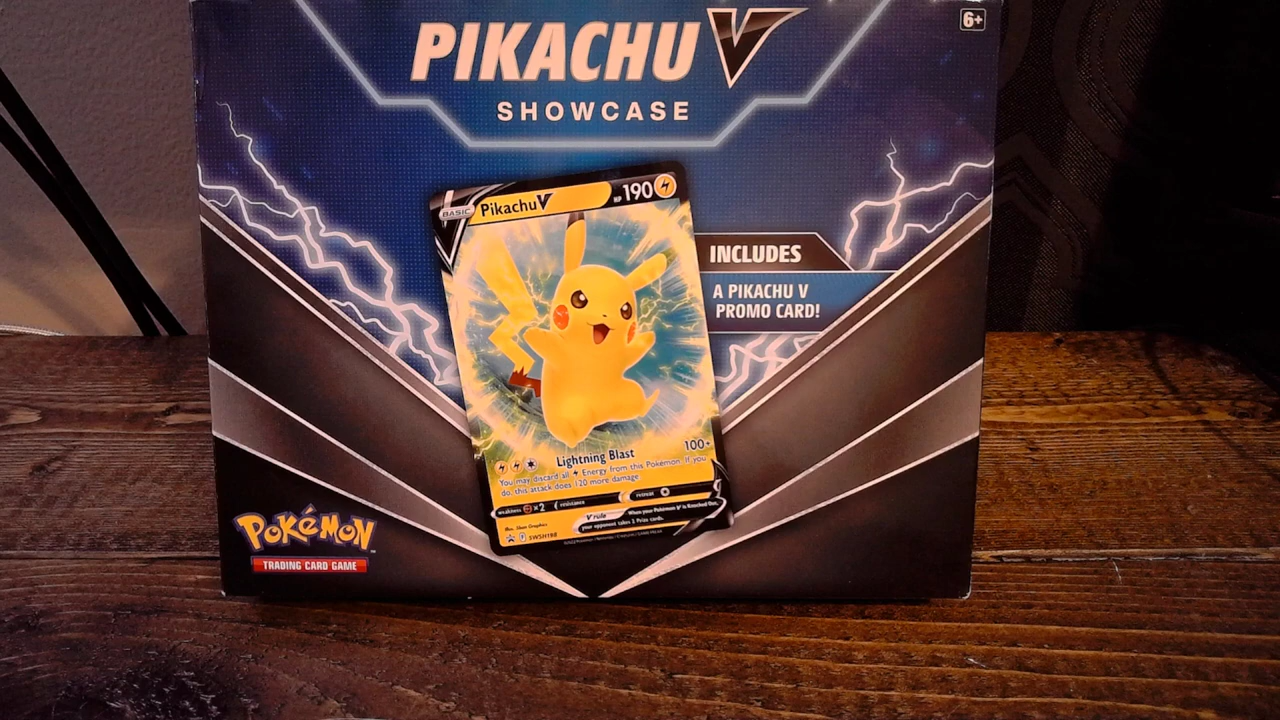 6+
PIKACHU V
SHOWCASE
BASIC
Pikachu V
HP 190
INCLUDES
A PIKACHU V
PROMO CARD!
Lightning Blast
100+
You may discard all Energy from this Pokémon. If you
do, this attack does 120 more damage.
weakness ×2
resistance
retreat
V rule
When your Pokémon V is Knocked Out,
your opponent takes 2 Prize cards.
SWSH198
POKéMON
TRADING CARD GAME